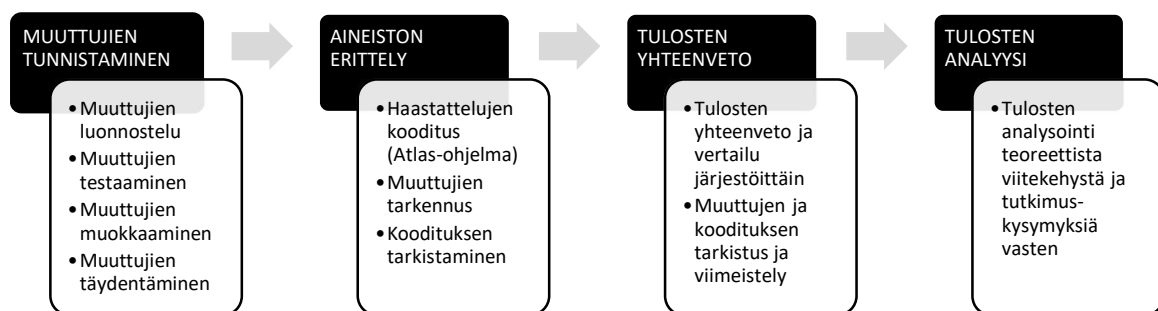 MUUTTUJIEN
TUNNISTAMINEN
• Muuttujien
luonnostelu
• Muuttujien
testaaminen
• Muuttujien
muokkaaminen
• Muuttujien
täydentäminen
AINEISTON
ERITTELY
• Haastattelujen
kooditus
(Atlas-ohjelma)
• Muuttujien
tarkennus
• Koodituksen
tarkistaminen
TULOSTEN
YHTEENVETO
• Tulosten
yhteenveto ja
vertailu
järjestöittäin
• Muuttujen ja
koodituksen
tarkistus ja
viimeistely
TULOSTEN
ANALYYSI
• Tulosten
analysointi
teoreettista
viitekehystä ja
tutkimus-
kysymyksiä
vasten